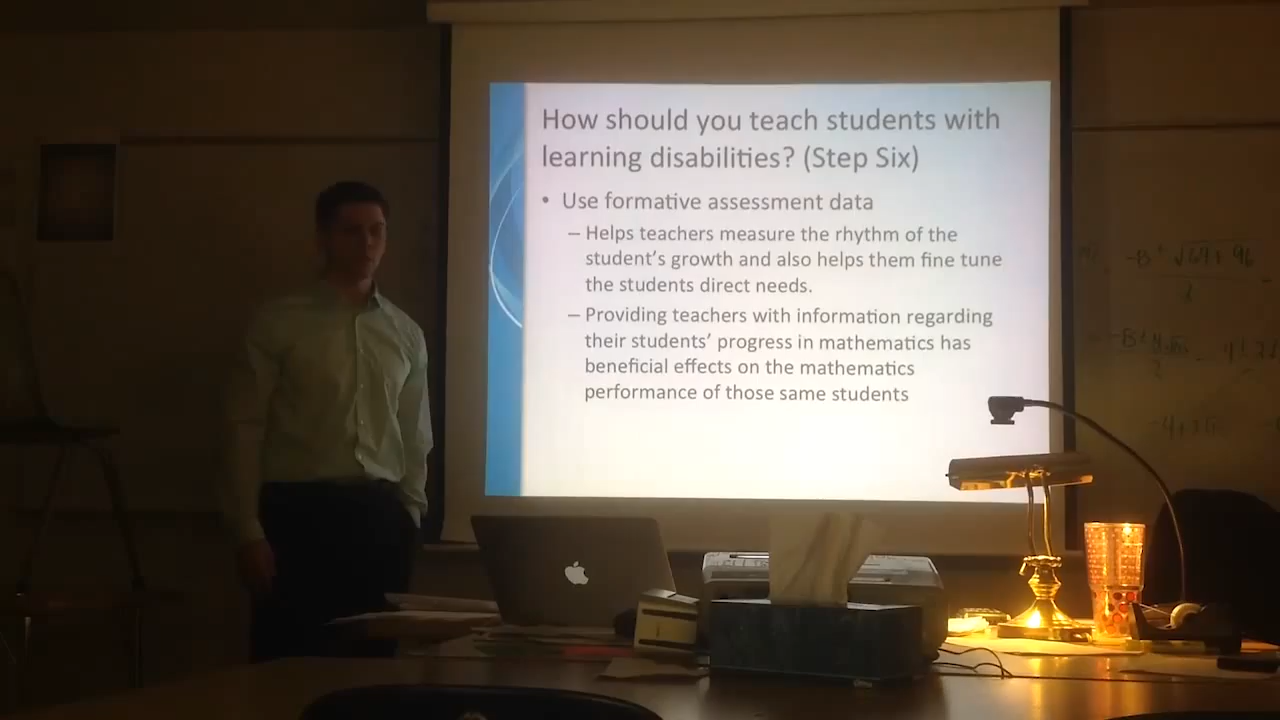 How should you teach students with
learning disabilities? (Step Six)
• Use formative assessment data
– Helps teachers measure the rhythm of the
student's growth and also helps them fine tune
the students direct needs.
– Providing teachers with information regarding
their students' progress in mathematics has
beneficial effects on the mathematics
performance of those same students